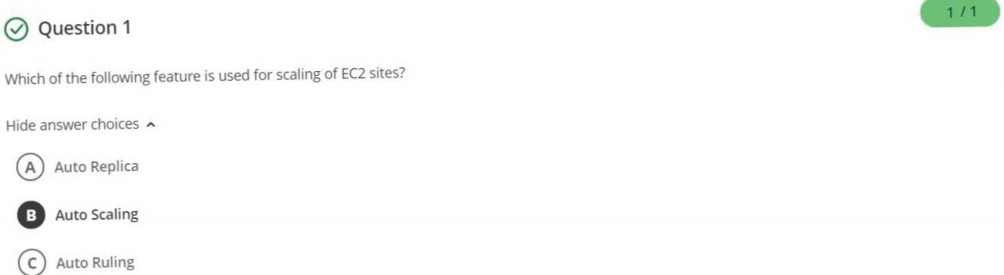 Question 1
1 / 1
Which of the following feature is used for scaling of EC2 sites?
Hide answer choices
A Auto Replica
B Auto Scaling
C Auto Ruling